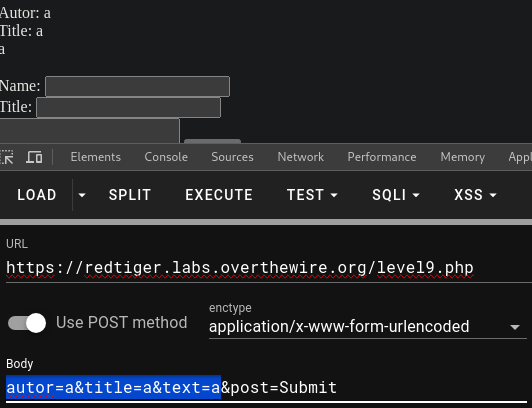 Autor: a
Title: a
a
Name:
Title:
Elements Console Sources Network Performance Memory Appl
LOAD SPLIT EXECUTE TEST SQLI XSS
URL
https://redtiger.labs.overthewire.org/level9.php
Use POST method
enctype
application/x-www-form-urlencoded
Body
autor=a&title=a&text=a&post=Submit